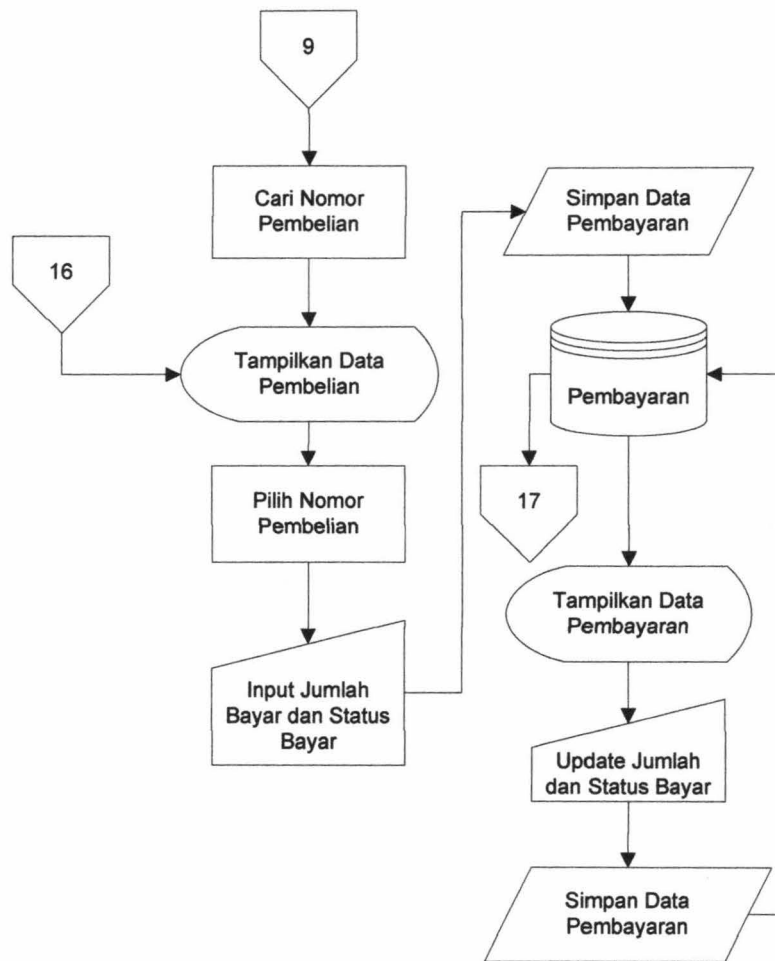 9
Cari Nomor
Pembelian
16
Tampilkan Data
Pembelian
Pilih Nomor
Pembelian
Input Jumlah
Bayar dan Status
Bayar
Simpan Data
Pembayaran
Pembayaran
17
Tampilkan Data
Pembayaran
Update Jumlah
dan Status Bayar
Simpan Data
Pembayaran